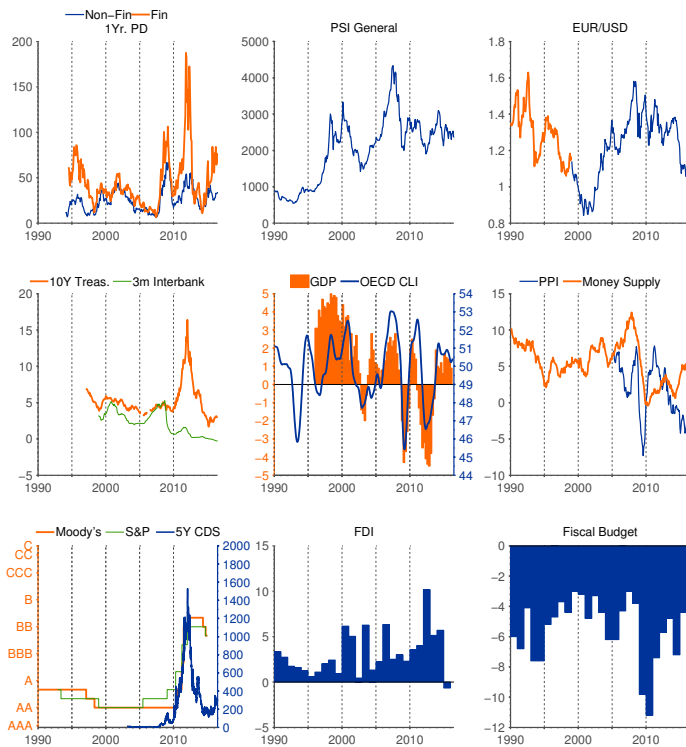 Non-Fin Fin
1Yr. PD
200
150
100
50
0
1990 2000 2010
PSI General
5000
4000
3000
2000
1000
0
1990 2000 2010
EUR/USD
1.8
1.6
1.4
1.2
1
0.8
1990 2000 2010
10Y Treas. 3m Interbank
20
15
10
5
0
−5
1990 2000 2010
GDP OECD CLI
5 54
4 53
3 52
2 51
1 50
0 49
−1 48
−2 47
−3 46
−4 45
−5 44
1990 2000 2010
PPI Money Supply
15
10
5
0
−5
−10
1990 2000 2010
Moody's S&P 5Y CDS
C 2000
CC 1800
CCC 1600
1400
B 1200
BB 1000
BBB 800
600
A 400
AA 200
AAA 0
1990 2000 2010
FDI
15
10
5
0
−5
1990 2000 2010
Fiscal Budget
0
−2
−4
−6
−8
−10
−12
1990 2000 2010